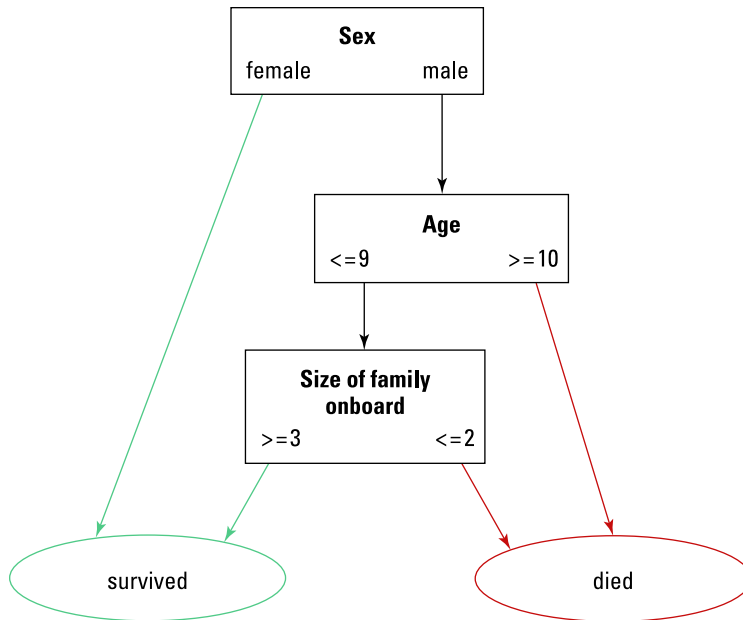 Sex
female male
Age
<=9 >=10
Size of family
onboard
>=3 <=2
survived died